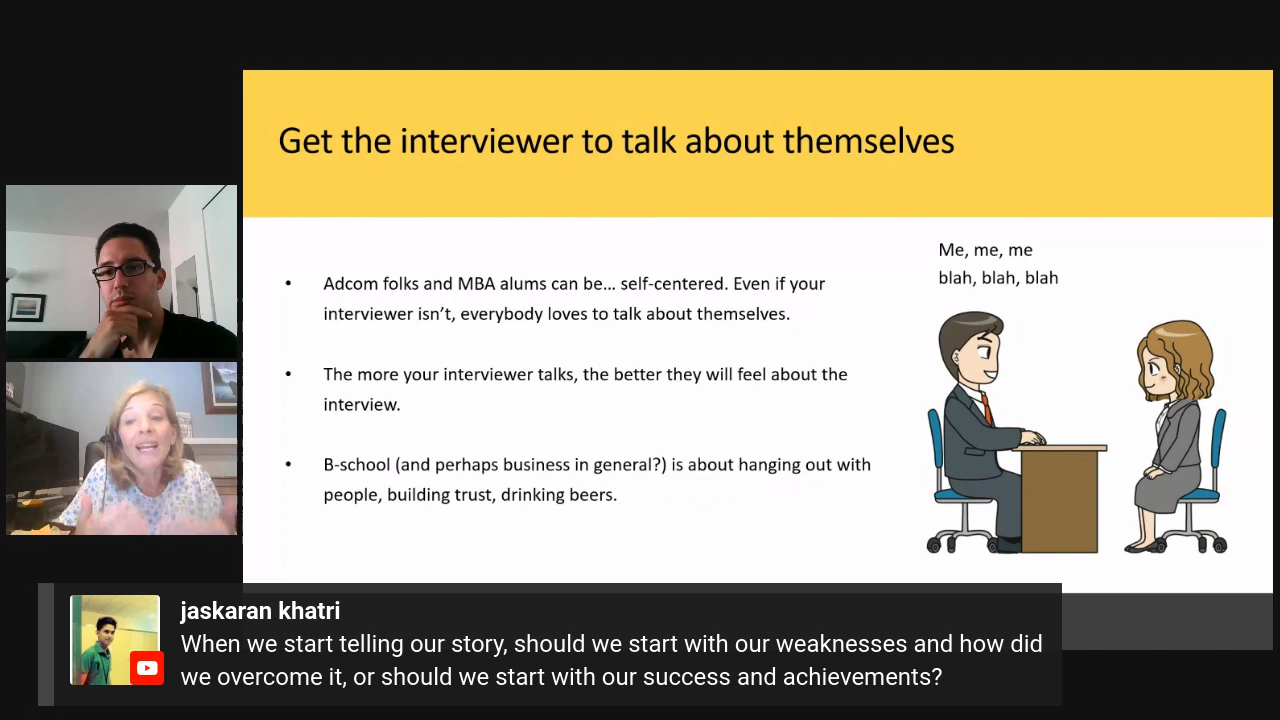 Get the interviewer to talk about themselves
Me, me, me
blah, blah, blah
• Adcom folks and MBA alums can be... self-centered. Even if your
interviewer isn't, everybody loves to talk about themselves.
• The more your interviewer talks, the better they will feel about the
interview.
• B-school (and perhaps business in general?) is about hanging out with
people, building trust, drinking beers.
jaskaran khatri
When we start telling our story, should we start with our weaknesses and how did
we overcome it, or should we start with our success and achievements?